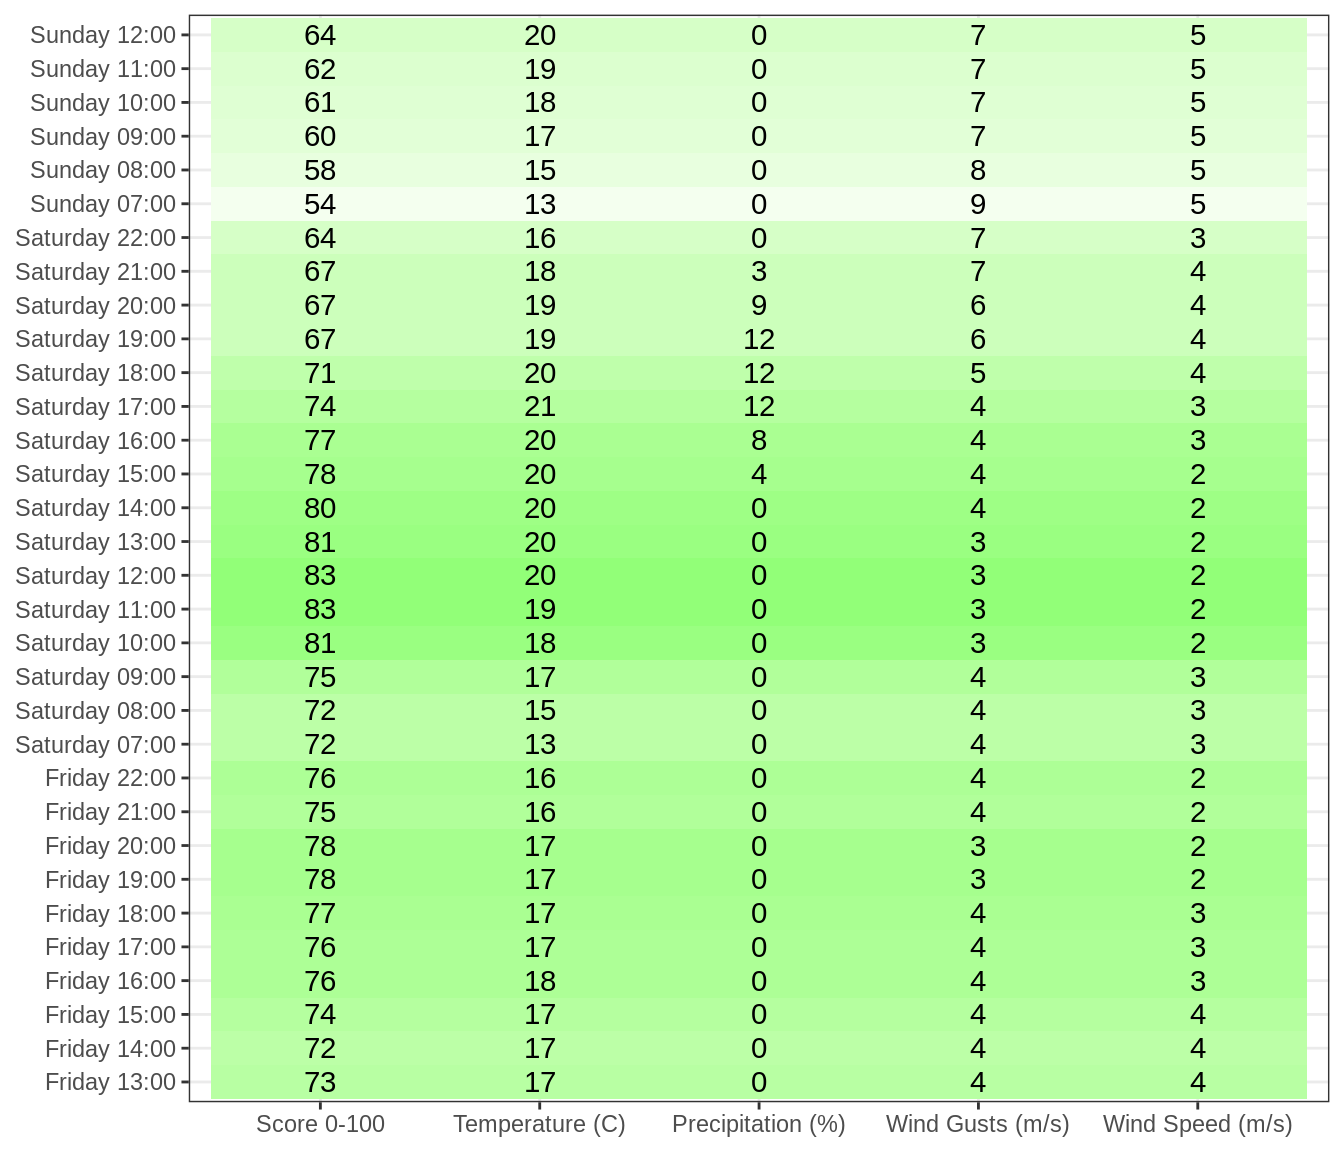 Sunday 12:00 64 20 0 7 5
Sunday 11:00 62 19 0 7 5
Sunday 10:00 61 18 0 7 5
Sunday 09:00 60 17 0 7 5
Sunday 08:00 58 15 0 8 5
Sunday 07:00 54 13 0 9 5
Saturday 22:00 64 16 0 7 3
Saturday 21:00 67 18 3 7 4
Saturday 20:00 67 19 9 6 4
Saturday 19:00 67 19 12 6 4
Saturday 18:00 71 20 12 5 4
Saturday 17:00 74 21 12 4 3
Saturday 16:00 77 20 8 4 3
Saturday 15:00 78 20 4 4 2
Saturday 14:00 80 20 0 4 2
Saturday 13:00 81 20 0 3 2
Saturday 12:00 83 20 0 3 2
Saturday 11:00 83 19 0 3 2
Saturday 10:00 81 18 0 3 2
Saturday 09:00 75 17 0 4 3
Saturday 08:00 72 15 0 4 3
Saturday 07:00 72 13 0 4 3
Friday 22:00 76 16 0 4 2
Friday 21:00 75 16 0 4 2
Friday 20:00 78 17 0 3 2
Friday 19:00 78 17 0 3 2
Friday 18:00 77 17 0 4 3
Friday 17:00 76 17 0 4 3
Friday 16:00 76 18 0 4 3
Friday 15:00 74 17 0 4 4
Friday 14:00 72 17 0 4 4
Friday 13:00 73 17 0 4 4
Score 0-100 Temperature (C) Precipitation (%) Wind Gusts (m/s) Wind Speed (m/s)